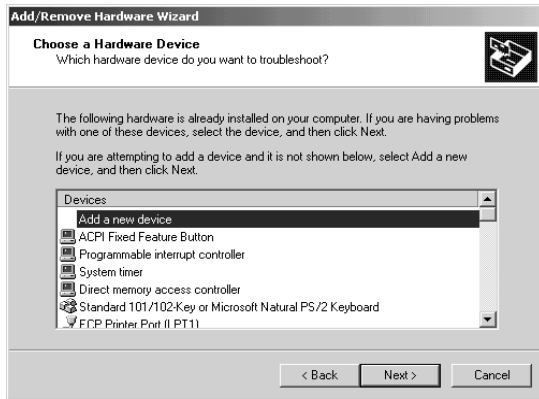 Add/Remove Hardware Wizard
Choose a Hardware Device
Which hardware device do you want to troubleshoot?
The following hardware is already installed on your computer. If you are having problems
with one of these devices, select the device, and then click Next.
If you are attempting to add a device and it is not shown below, select Add a new
device, and then click Next.
Devices
Add a new device
ACPI Fixed Feature Button
Programmable interrupt controller
System timer
Direct memory access controller
Standard 101/102-Key or Microsoft Natural PS/2 Keyboard
ECP Printer Port (LPT1)
< Back
Next >
Cancel